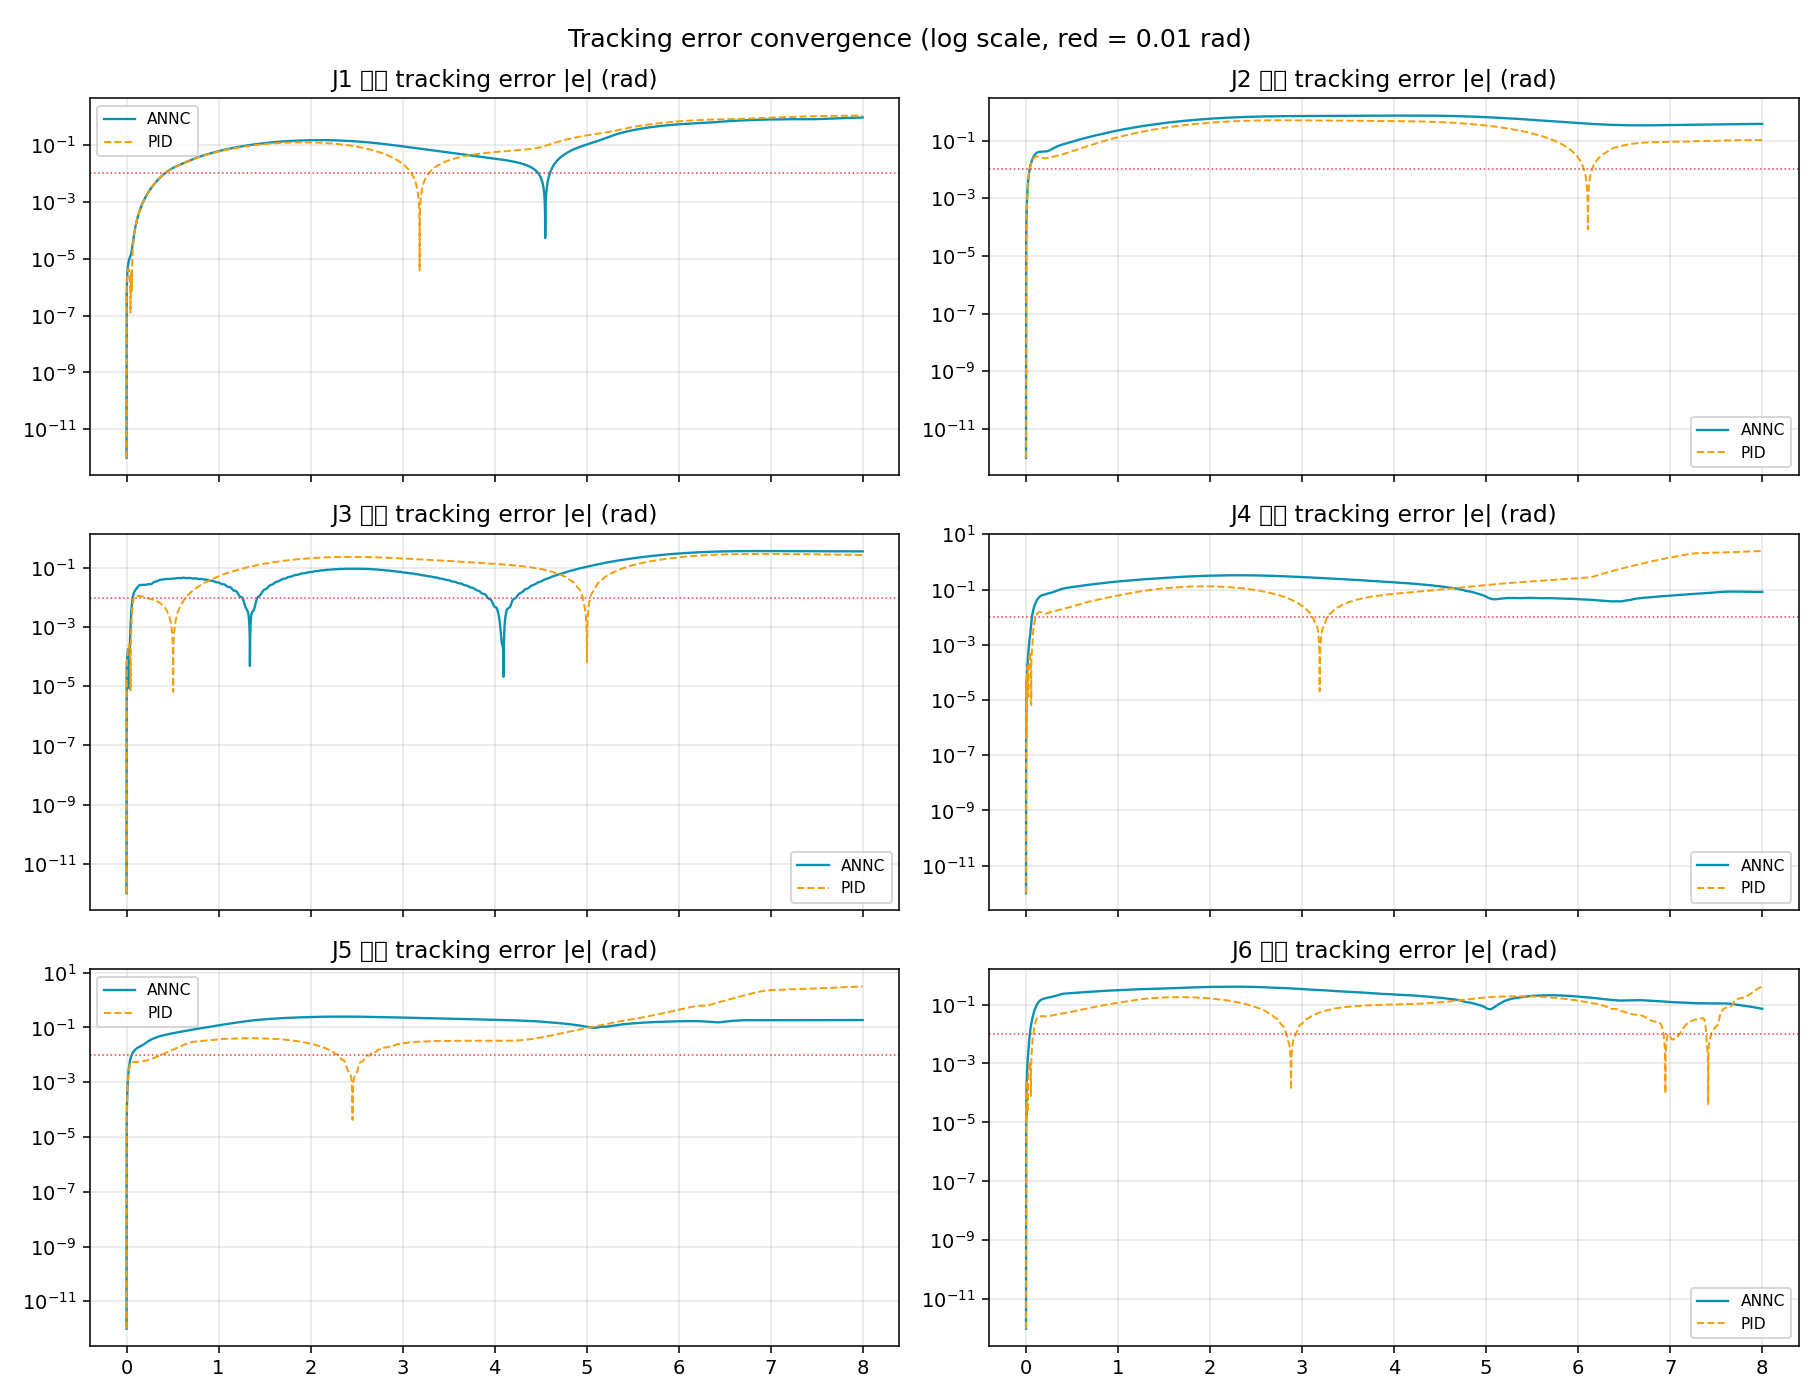 Tracking error convergence (log scale, red = 0.01 rad)
J1 □□ tracking error |e| (rad)
ANNC
PID
10⁻¹
10⁻³
10⁻⁵
10⁻⁷
10⁻⁹
10⁻¹¹
J2 □□ tracking error |e| (rad)
10⁻¹
10⁻³
10⁻⁵
10⁻⁷
10⁻⁹
10⁻¹¹
ANNC
PID
J3 □□ tracking error |e| (rad)
10⁻¹
10⁻³
10⁻⁵
10⁻⁷
10⁻⁹
10⁻¹¹
ANNC
PID
J4 □□ tracking error |e| (rad)
10¹
10⁻¹
10⁻³
10⁻⁵
10⁻⁷
10⁻⁹
10⁻¹¹
ANNC
PID
J5 □□ tracking error |e| (rad)
ANNC
PID
10¹
10⁻¹
10⁻³
10⁻⁵
10⁻⁷
10⁻⁹
10⁻¹¹
0 1 2 3 4 5 6 7 8
J6 □□ tracking error |e| (rad)
10⁻¹
10⁻³
10⁻⁵
10⁻⁷
10⁻⁹
10⁻¹¹
ANNC
PID
0 1 2 3 4 5 6 7 8